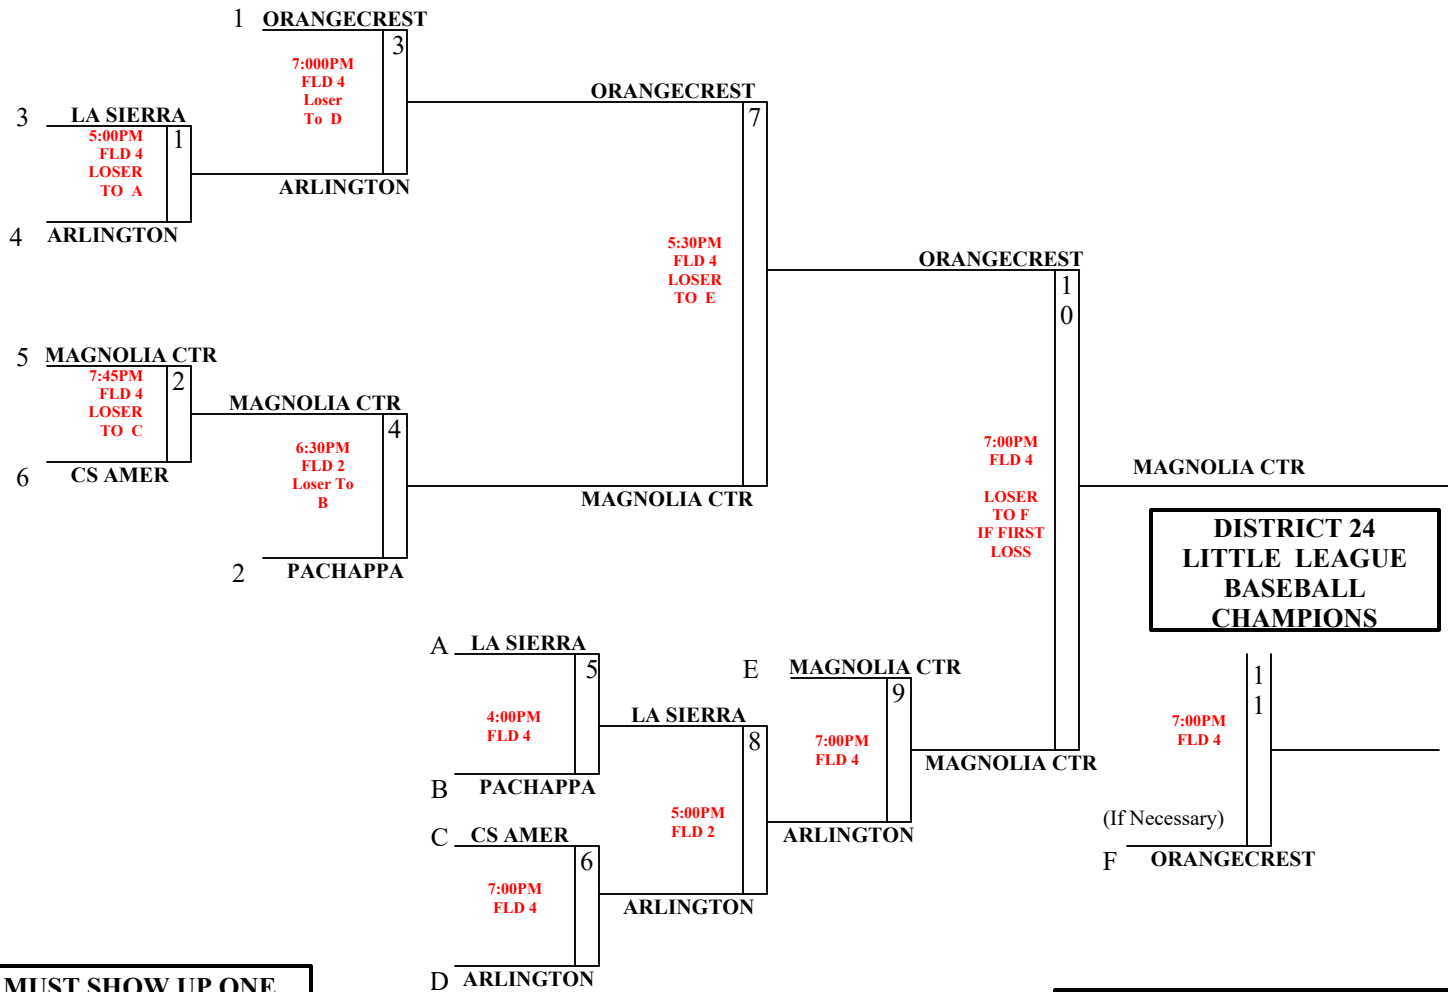 1 ORANGECREST
3
7:000PM
FLD 4
Loser
To D
ORANGECREST
7
3 LA SIERRA
1
5:00PM
FLD 4
LOSER
TO A
ARLINGTON
4 ARLINGTON
5:30PM
FLD 4
LOSER
TO E
ORANGECREST
1
0
5 MAGNOLIA CTR
2
7:45PM
FLD 4
LOSER
TO C
MAGNOLIA CTR
4
6:30PM
FLD 2
Loser To
B
6 CS AMER
MAGNOLIA CTR
7:00PM
FLD 4
LOSER
TO F
IF FIRST
LOSS
MAGNOLIA CTR
2 PACHAPPA
DISTRICT 24
LITTLE LEAGUE
BASEBALL
CHAMPIONS
A LA SIERRA
5
4:00PM
FLD 4
B PACHAPPA
LA SIERRA
8
5:00PM
FLD 2
E MAGNOLIA CTR
9
7:00PM
FLD 4
MAGNOLIA CTR
ARLINGTON
C CS AMER
6
7:00PM
FLD 4
ARLINGTON
D ARLINGTON
1
1
7:00PM
FLD 4
(If Necessary)
F ORANGECREST
MUST SHOW UP ONE